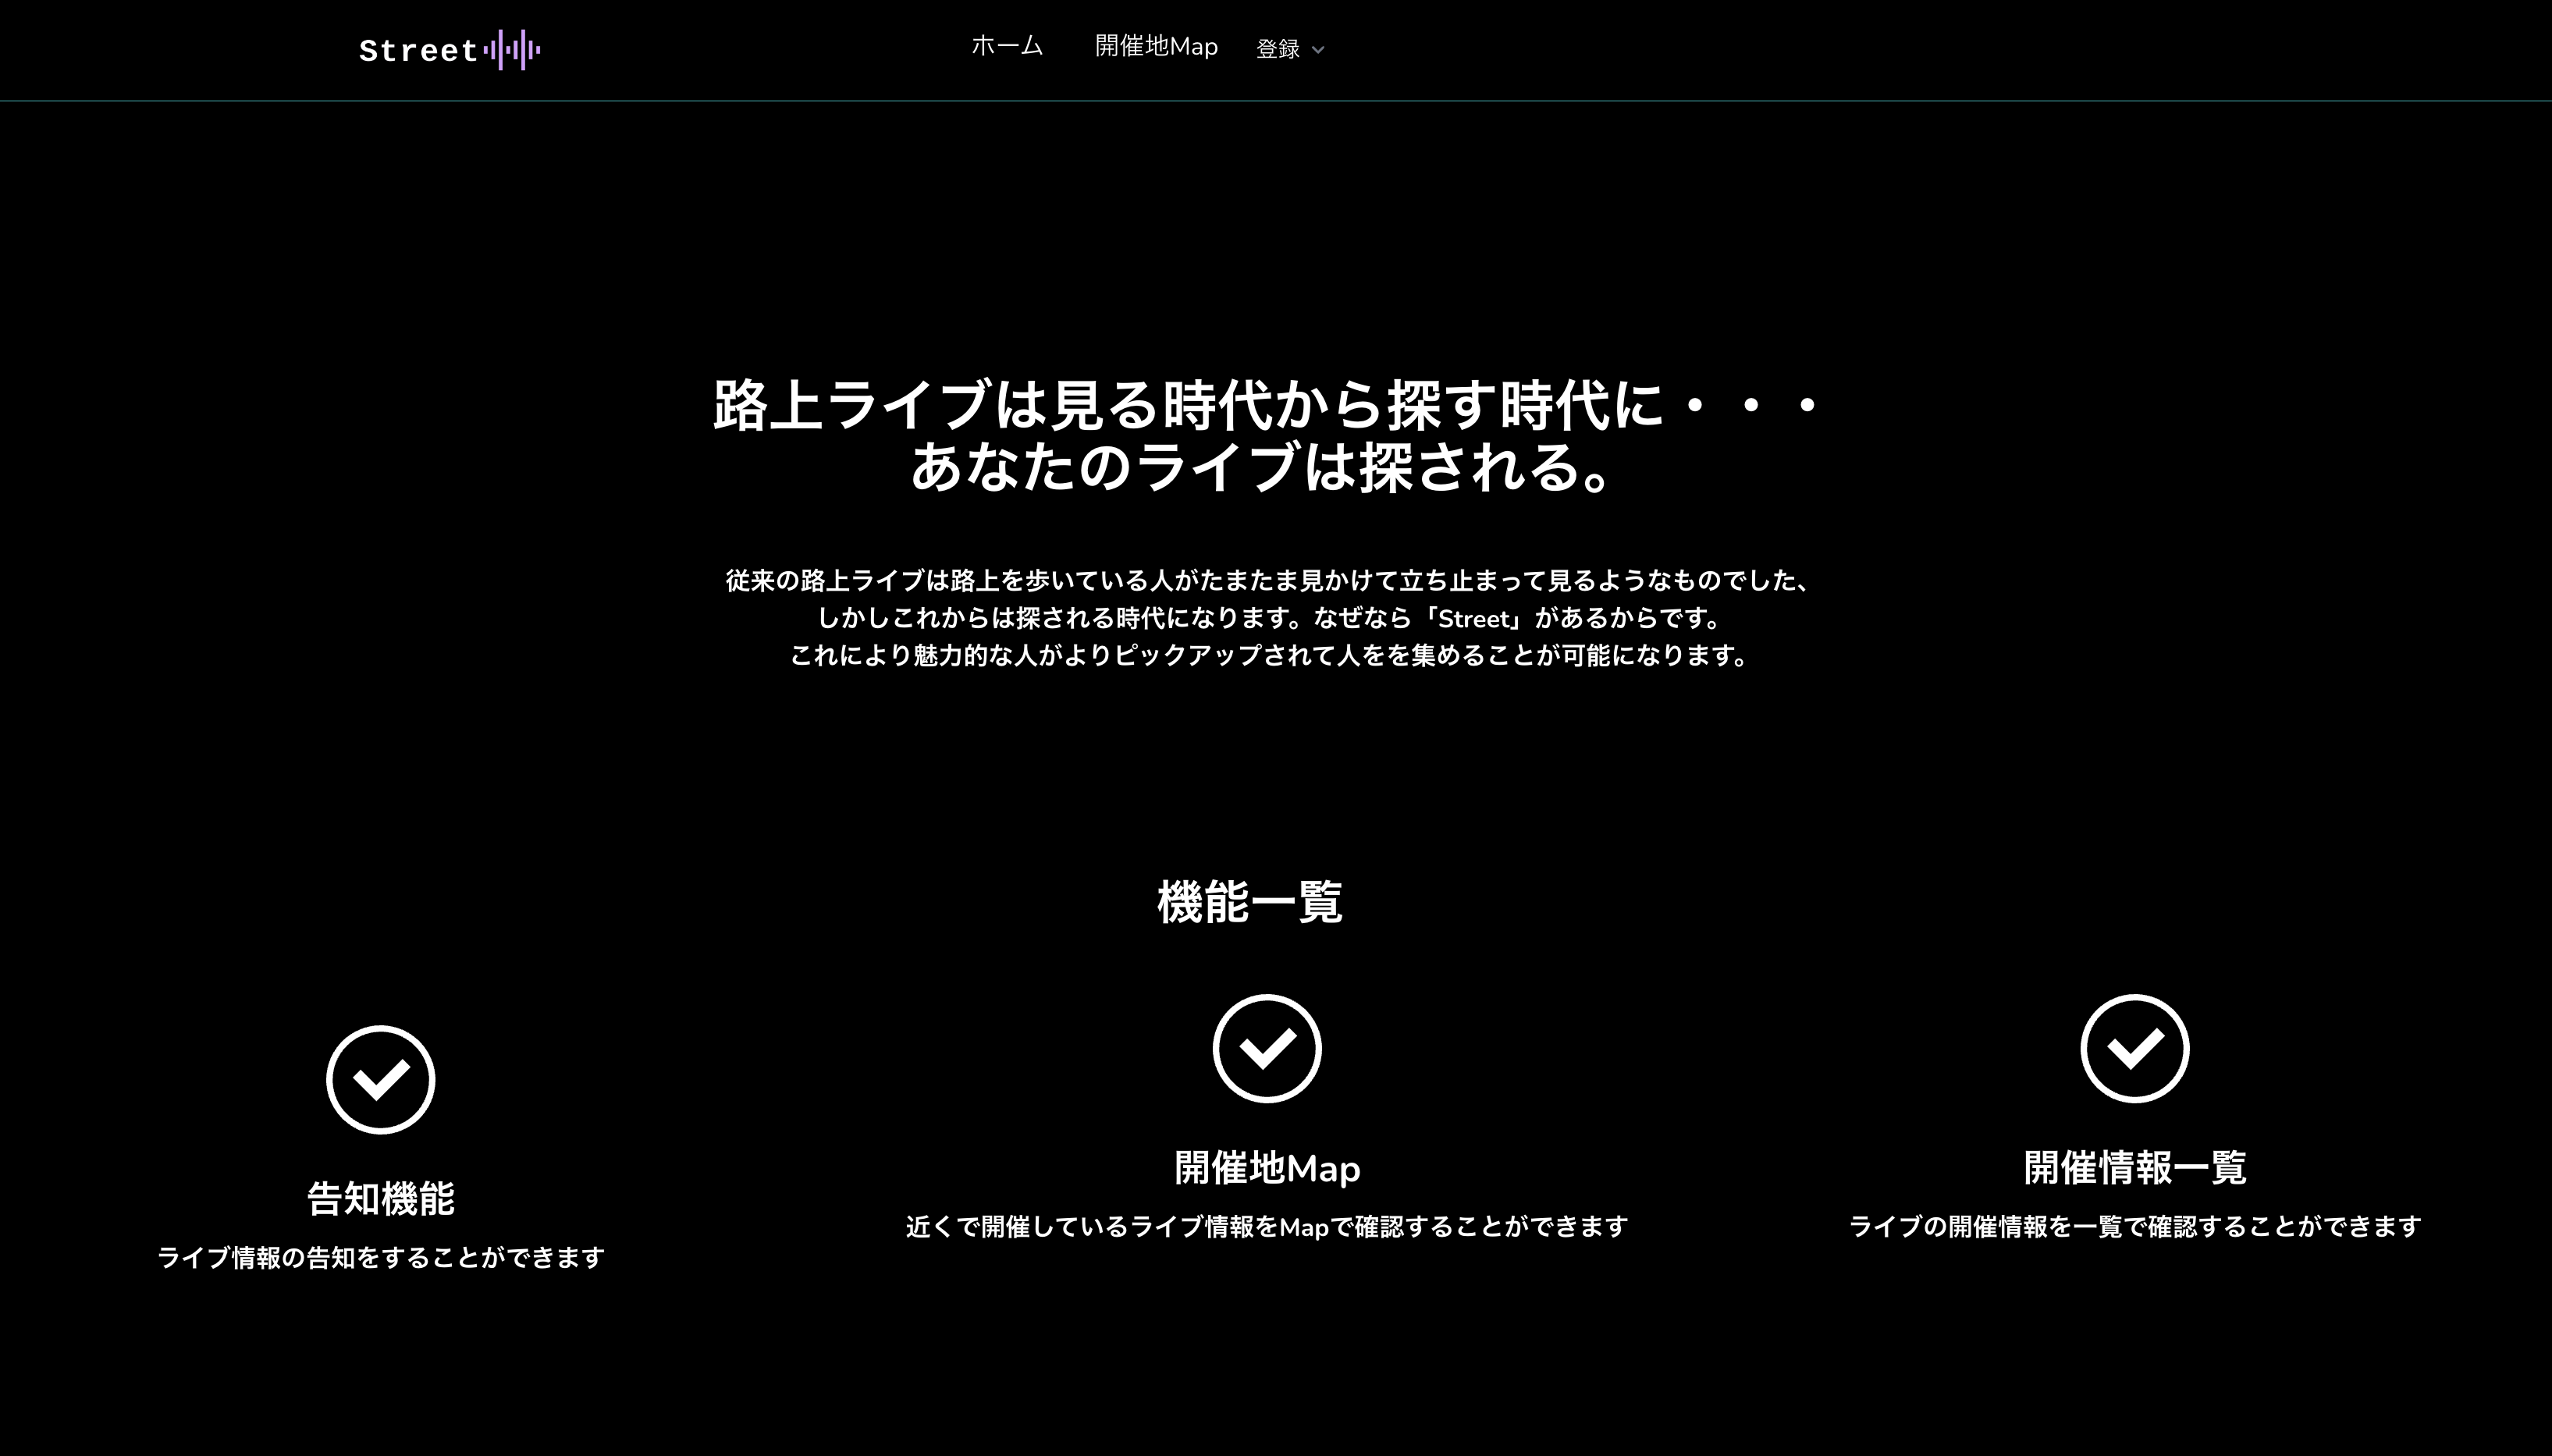 Street
ホーム
開催地Map
登録
路上ライブは見る時代から探す時代に・・・
あなたのライブは探される。
従来の路上ライブは路上を歩いている人がたまたま見かけて立ち止まって見るようなものでした、
しかしこれからは探される時代になります。なぜなら「Street」があるからです。
これにより魅力的な人がよりピックアップされて人をを集めることが可能になります。
機能一覧
告知機能
ライブ情報の告知をすることができます
開催地Map
近くで開催しているライブ情報をMapで確認することができます
開催情報一覧
ライブの開催情報を一覧で確認することができます